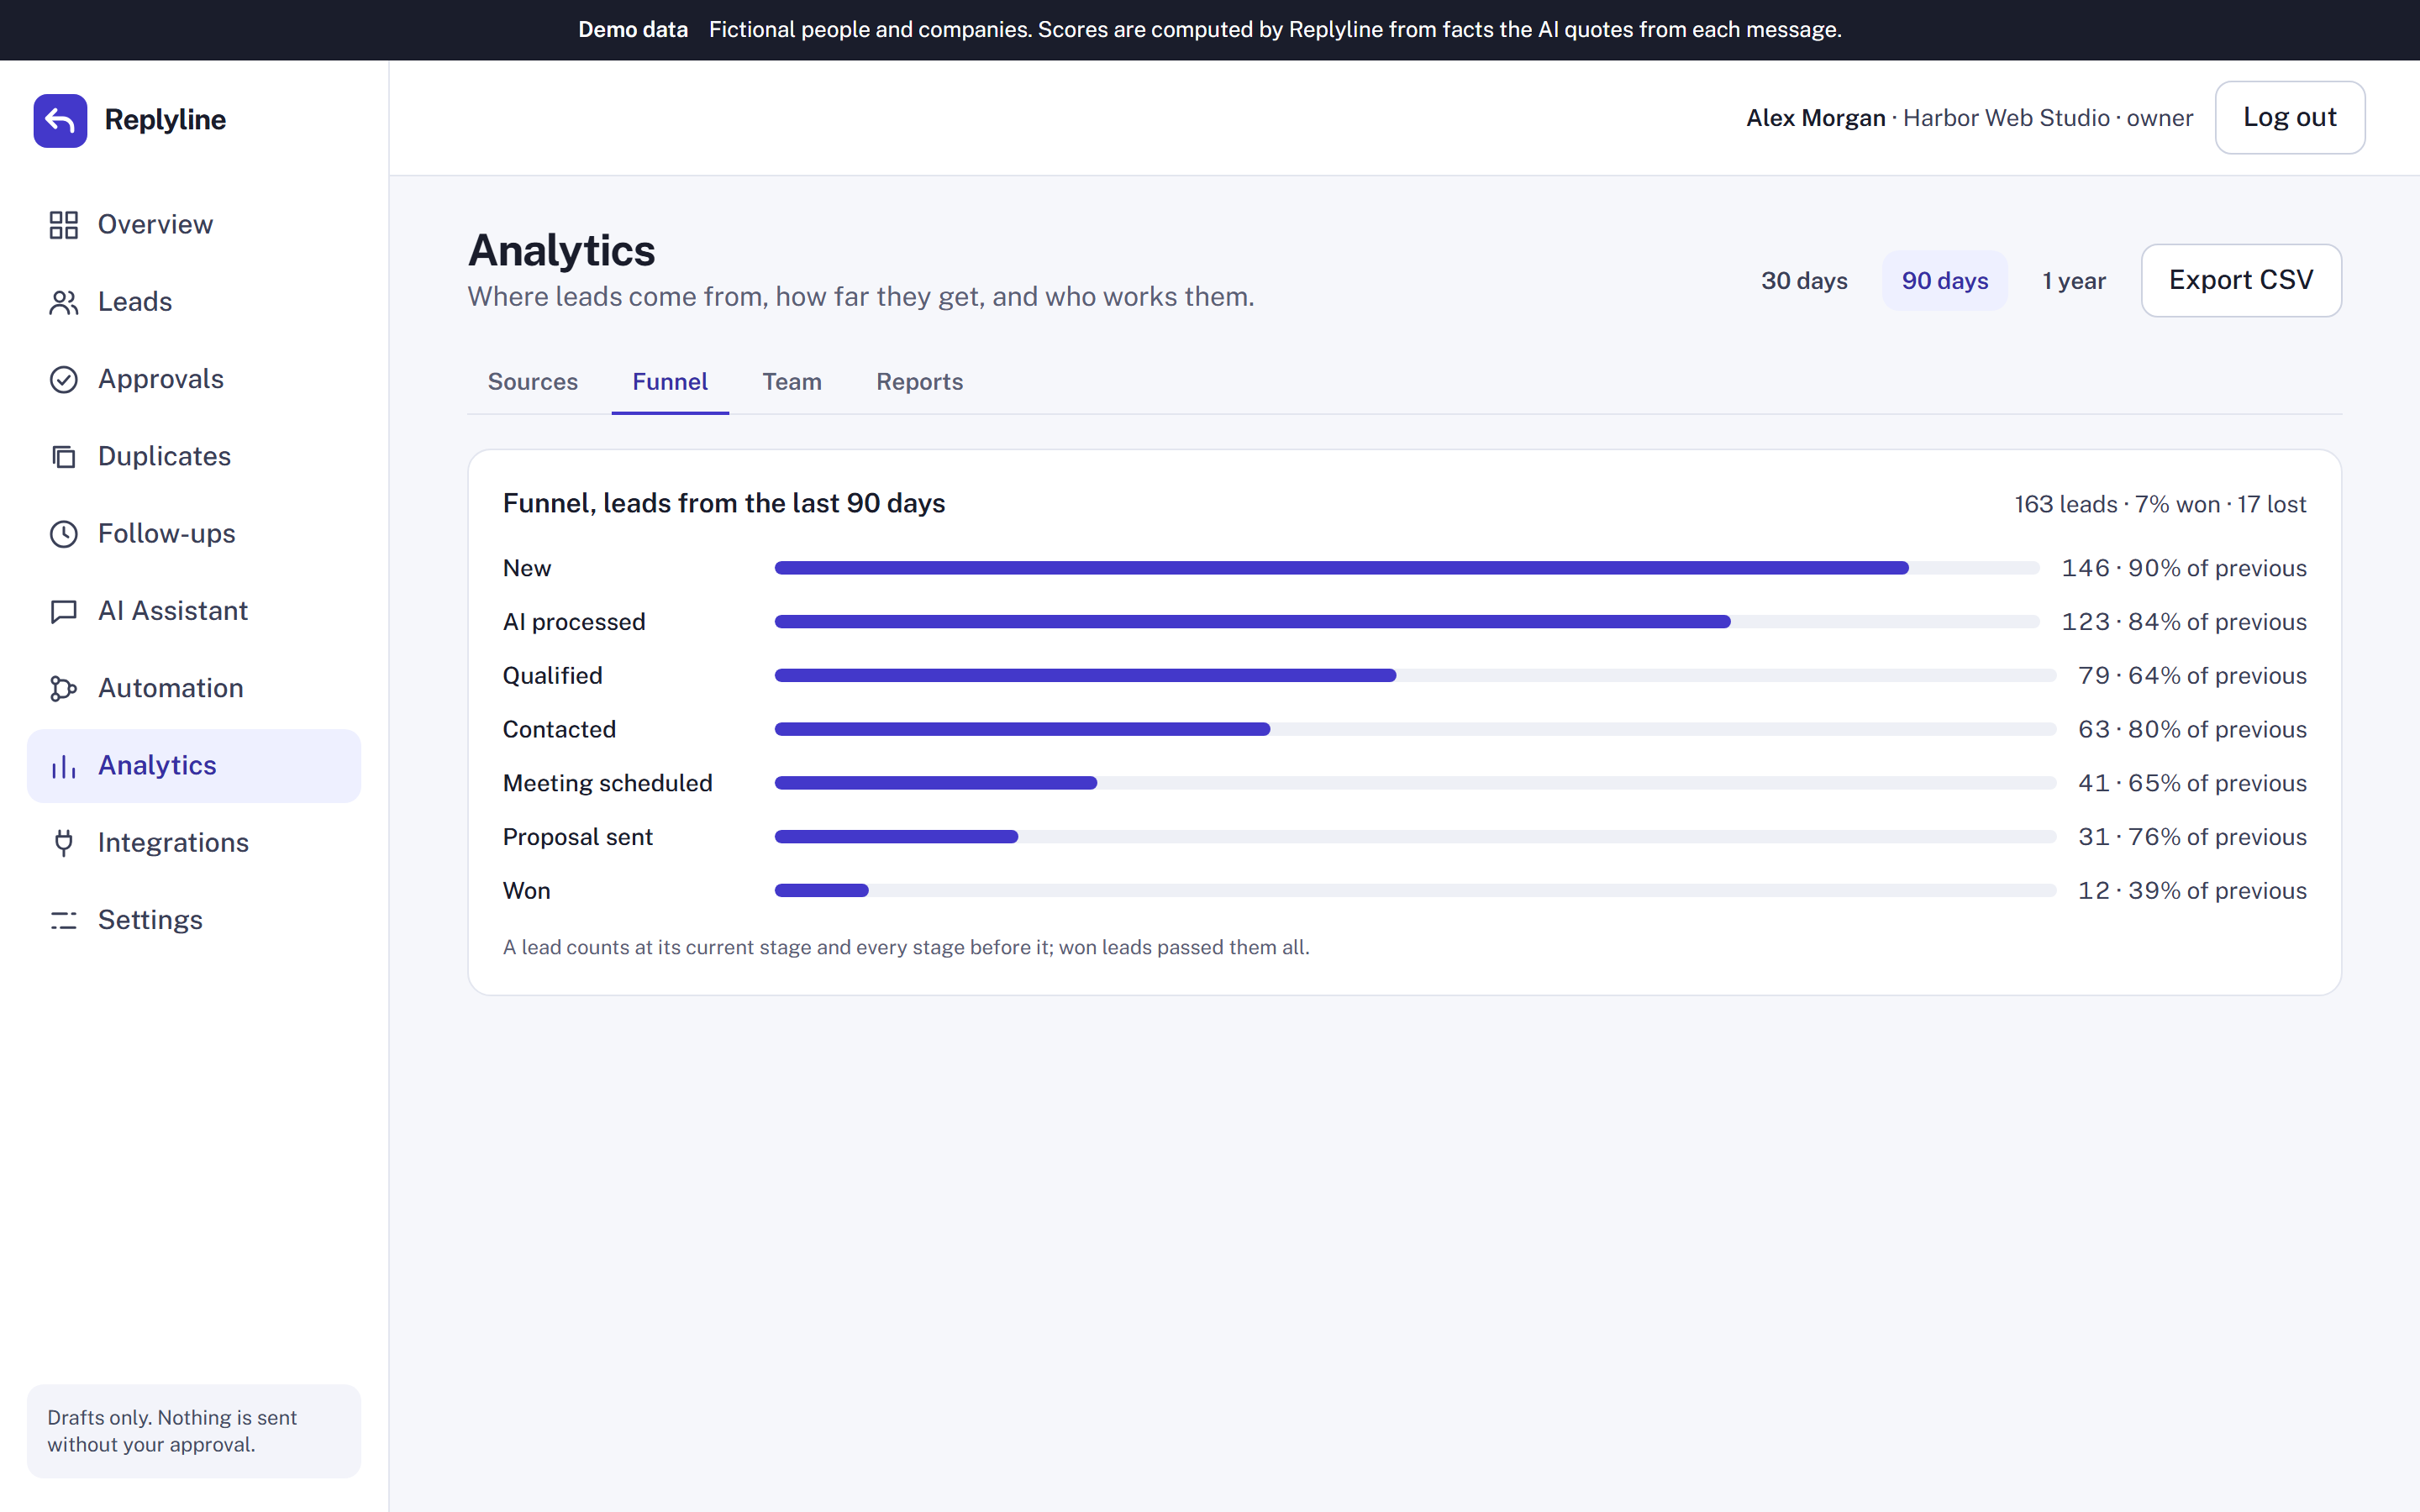 Demo data Fictional people and companies. Scores are computed by Replyline from facts the AI quotes from each message.
Replyline
Alex Morgan · Harbor Web Studio · owner
Log out
Overview
Leads
Approvals
Duplicates
Follow-ups
AI Assistant
Automation
Analytics
Integrations
Settings
Drafts only. Nothing is sent
without your approval.
Analytics
Where leads come from, how far they get, and who works them.
30 days
90 days
1 year
Export CSV
Sources
Funnel
Team
Reports
Funnel, leads from the last 90 days
163 leads · 7% won · 17 lost
New 146 · 90% of previous
AI processed 123 · 84% of previous
Qualified 79 · 64% of previous
Contacted 63 · 80% of previous
Meeting scheduled 41 · 65% of previous
Proposal sent 31 · 76% of previous
Won 12 · 39% of previous
A lead counts at its current stage and every stage before it; won leads passed them all.